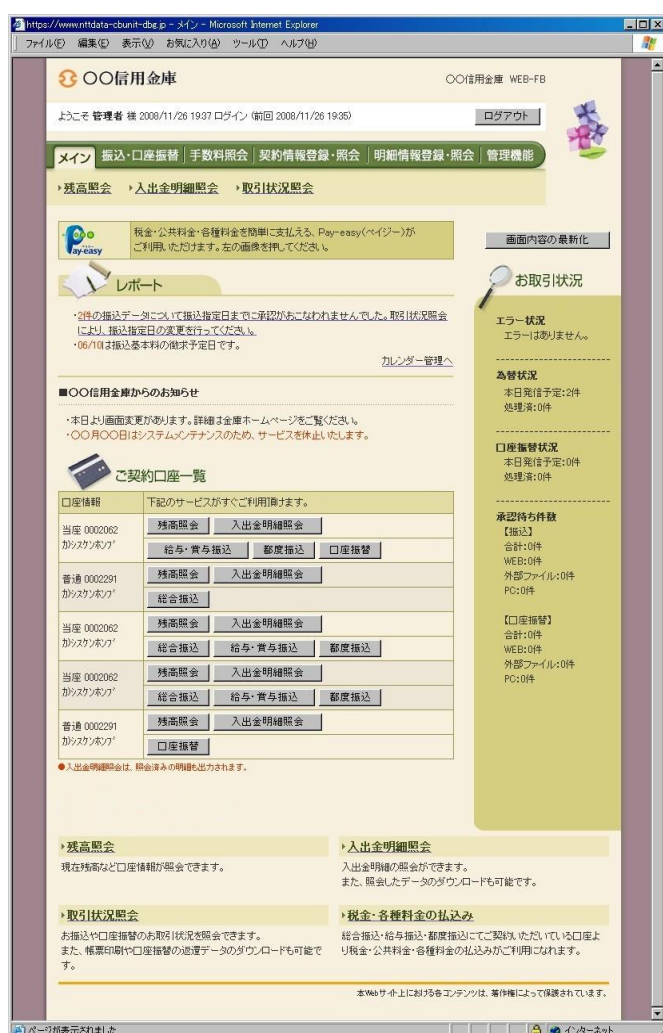 https://www.nttdata-cbunit-dbg.jp - メイン - Microsoft Internet Explorer
ファイル(F) 編集(E) 表示(V) お気に入り(A) ツール(T) ヘルプ(H)
〇〇信用金庫
〇〇信用金庫 WEB-FB
ようこそ 管理者 様 2008/11/26 1937 ログイン (前回 2008/11/26 1935)
ログアウト
メイン 振込・口座振替 手数料照会 契約情報登録・照会 明細情報登録・照会 管理機能
残高照会 入出金明細照会 取引状況照会
Pay-easy
税金・公共料金・各種料金を簡単に支払える、Pay-easy(ペイジー)が
ご利用いただけます。左の画像を押してください。
画面内容の最新化
レポート
・2件の振込データについて振込指定日までに承認がおこなわれませんでした。取引状況照会
により、振込指定日の変更を行ってください。
・06/10は振込基本料の徴求予定日です。
カレンダー管理へ
■〇〇信用金庫からのお知らせ
・本日より画面変更があります。詳細は金庫ホームページをご覧ください。
・〇〇月〇〇日はシステムメンテナンスのため、サービスを休止いたします。
ご契約口座一覧
口座情報 下記のサービスがすぐご利用頂けます。
当座 0002062
カ)シスケンホンプ
残高照会 入出金明細照会
給与・賞与振込 都度振込 口座振替
普通 0002291
カ)シスケンホンプ
残高照会 入出金明細照会
総合振込
当座 0002062
カ)シスケンホンプ
残高照会 入出金明細照会
総合振込 給与・賞与振込 都度振込
当座 0002062
カ)シスケンホンプ
残高照会 入出金明細照会
総合振込 給与・賞与振込 都度振込
普通 0002291
カ)シスケンホンプ
残高照会 入出金明細照会
口座振替
●入出金明細照会は、照会済みの明細も出力されます。
お取引状況
エラー状況
エラーはありません。
為替状況
本日発信予定:2件
処理済:0件
口座振替状況
本日発信予定:0件
処理済:0件
承認待ち件数
【振込】
合計:0件
WEB:0件
外部ファイル:0件
PC:0件
【口座振替】
合計:0件
WEB:0件
外部ファイル:0件
PC:0件
残高照会
現在残高など口座情報が照会できます。
入出金明細照会
入出金明細の照会ができます。
また、照会したデータのダウンロードも可能です。
取引状況照会
お振込や口座振替のお取引状況を照会できます。
また、帳票印刷や口座振替の返還データのダウンロードも可能で
す。
税金・各種料金の払込み
総合振込・給与振込・都度振込にてご契約いただいている口座よ
り税金・公共料金・各種料金の払込みがご利用になれます。
本Webサイト上における各コンテンツは、著作権によって保護されています。
ページが表示されました
インターネット